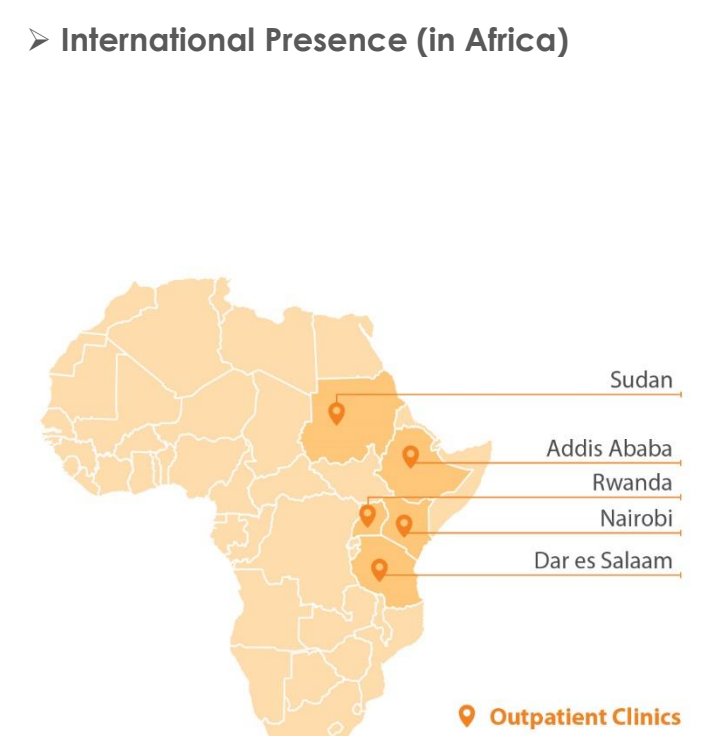 ➢ International Presence (in Africa)
Sudan
Addis Ababa
Rwanda
Nairobi
Dar es Salaam
Outpatient Clinics